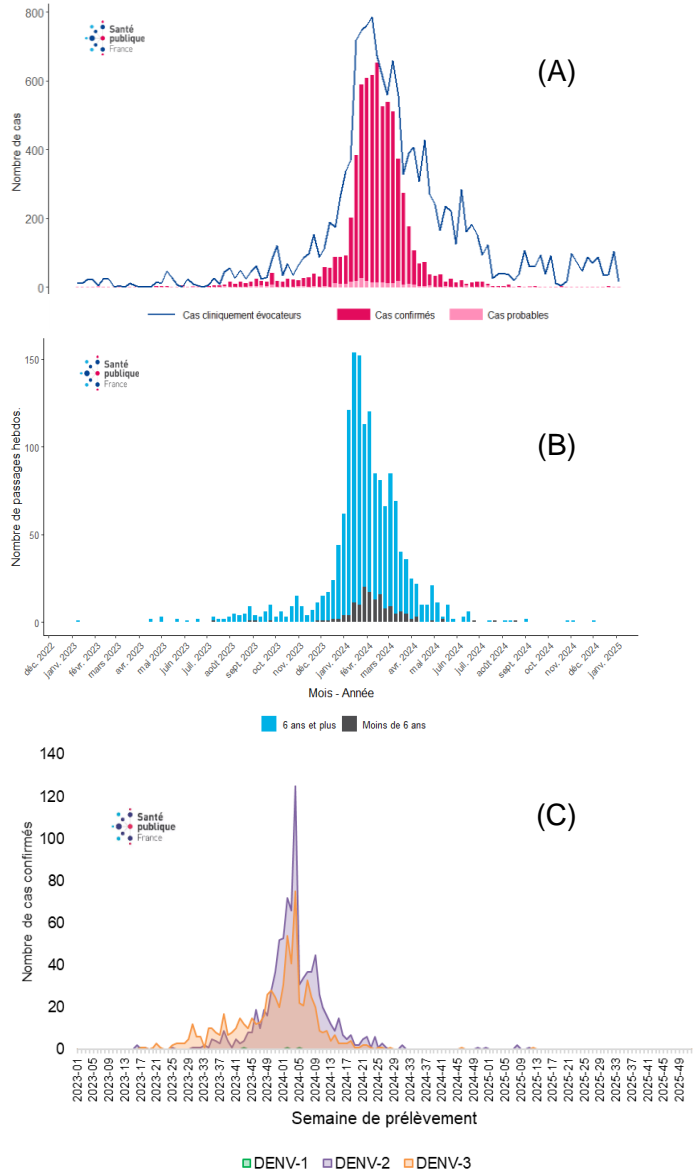 800
600
400
200
0
Nombre de cas
Santé
publique
France
(A)
Cas cliniquement évocateurs
Cas confirmés
Cas probables
150
100
50
0
Nombre de passages hebdos.
Santé
publique
France
(B)
déc. 2022
janv. 2023
févr. 2023
mars 2023
avr. 2023
mai 2023
juin 2023
juil. 2023
août 2023
sept. 2023
oct. 2023
nov. 2023
déc. 2023
janv. 2024
févr. 2024
mars 2024
avr. 2024
mai 2024
juin 2024
juil. 2024
août 2024
sept. 2024
oct. 2024
nov. 2024
déc. 2024
janv. 2025
Mois - Année
6 ans et plus
Moins de 6 ans
140
120
100
80
60
40
20
0
Nombre de cas confirmés
Santé
publique
France
(C)
2023-01
2023-05
2023-09
2023-13
2023-17
2023-21
2023-25
2023-29
2023-33
2023-37
2023-41
2023-45
2023-49
2024-01
2024-05
2024-09
2024-13
2024-17
2024-21
2024-25
2024-29
2024-33
2024-37
2024-41
2024-45
2024-49
2025-01
2025-05
2025-09
2025-13
2025-17
2025-21
2025-25
2025-29
2025-33
2025-37
2025-41
2025-45
2025-49
Semaine de prélèvement
DENV-1
DENV-2
DENV-3